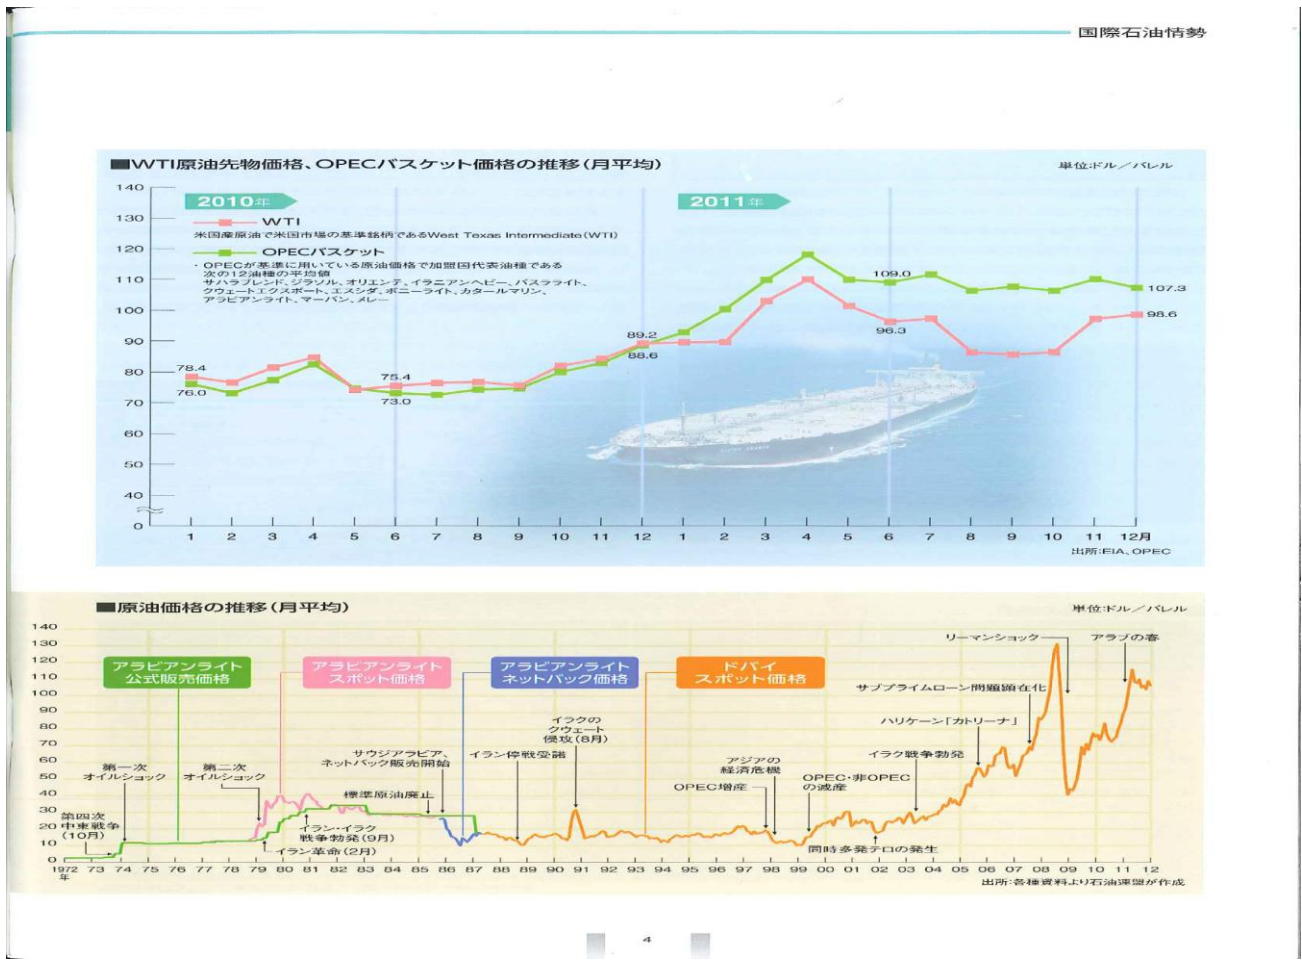 国際石油情勢
■WTI原油先物価格、OPECバスケット価格の推移(月平均)
単位:ドル／バレル
140
130
120
110
100
90
80
70
60
50
40
0
2010年
2011年
WTI
米国産原油で米国市場の基準銘柄であるWest Texas Intermediate(WTI)
OPECバスケット
・OPECが基準に用いている原油価格で加盟国代表油種である
次の12油種の平均値
サハラブレンド、ジラソル、オリエンテ、イラニアンヘビー、バスラライト、
クウェートエクスポート、エスシダ、ボニーライト、カタールマリン、
アラビアンライト、マーバン、メレー
78.4
76.0
75.4
73.0
89.2
88.6
109.0
96.3
107.3
98.6
1 2 3 4 5 6 7 8 9 10 11 12 1 2 3 4 5 6 7 8 9 10 11 12月
出所:EIA、OPEC
■原油価格の推移(月平均)
単位:ドル／バレル
140
130
120
110
100
90
80
70
60
50
40
30
20
10
0
アラビアンライト
公式販売価格
アラビアンライト
スポット価格
アラビアンライト
ネットバック価格
ドバイ
スポット価格
リーマンショック
アラブの春
サブプライムローン問題顕在化
ハリケーン「カトリーナ」
イラク戦争勃発
イラクの
クウェート
侵攻(8月)
サウジアラビア、
ネットバック販売開始
イラン停戦受諾
アジアの
経済危機
OPEC増産
OPEC・非OPEC
の減産
第一次
オイルショック
第二次
オイルショック
標準原油廃止
第四次
中東戦争
(10月)
イラン・イラク
戦争勃発(9月)
イラン革命(2月)
同時多発テロの発生
1972 73 74 75 76 77 78 79 80 81 82 83 84 85 86 87 88 89 90 91 92 93 94 95 96 97 98 99 00 01 02 03 04 05 06 07 08 09 10 11 12
年
出所:各種資料より石油連盟が作成
4